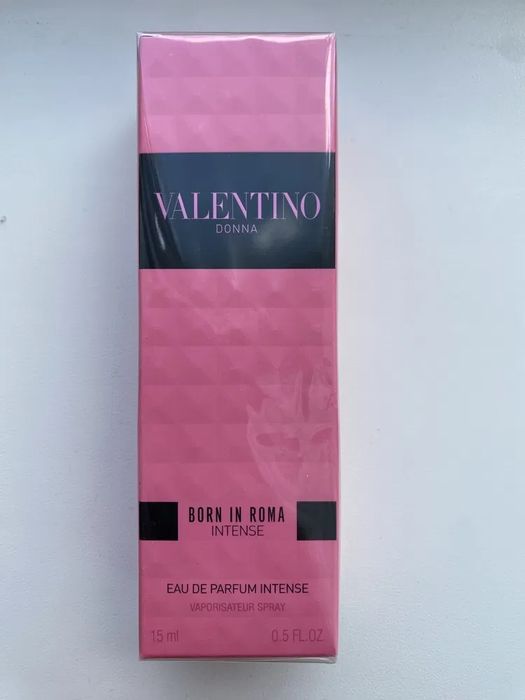 VALENTINO
DONNA
BORN IN ROMA
INTENSE
EAU DE PARFUM INTENSE
VAPORISATEUR SPRAY
15 ml 0.5 FL.OZ